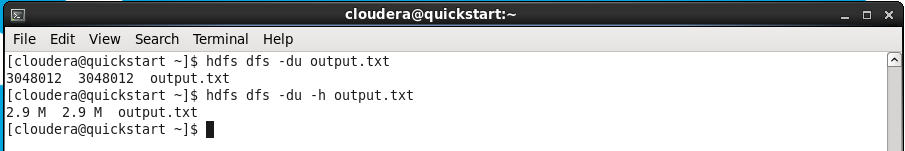 cloudera@quickstart:~
File Edit View Search Terminal Help
[cloudera@quickstart ~]$ hdfs dfs -du output.txt
3048012  3048012  output.txt
[cloudera@quickstart ~]$ hdfs dfs -du -h output.txt
2.9 M  2.9 M  output.txt
[cloudera@quickstart ~]$